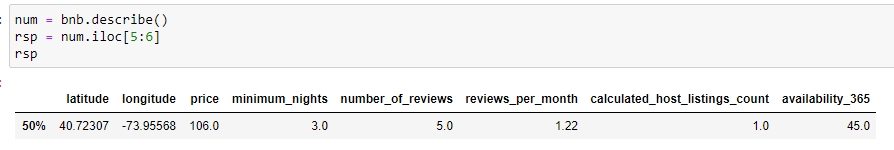 num = bnb.describe()
rsp = num.iloc[5:6]
rsp
latitude longitude price minimum_nights number_of_reviews reviews_per_month calculated_host_listings_count availability_365
50% 40.72307 -73.95568 106.0 3.0 5.0 1.22 1.0 45.0